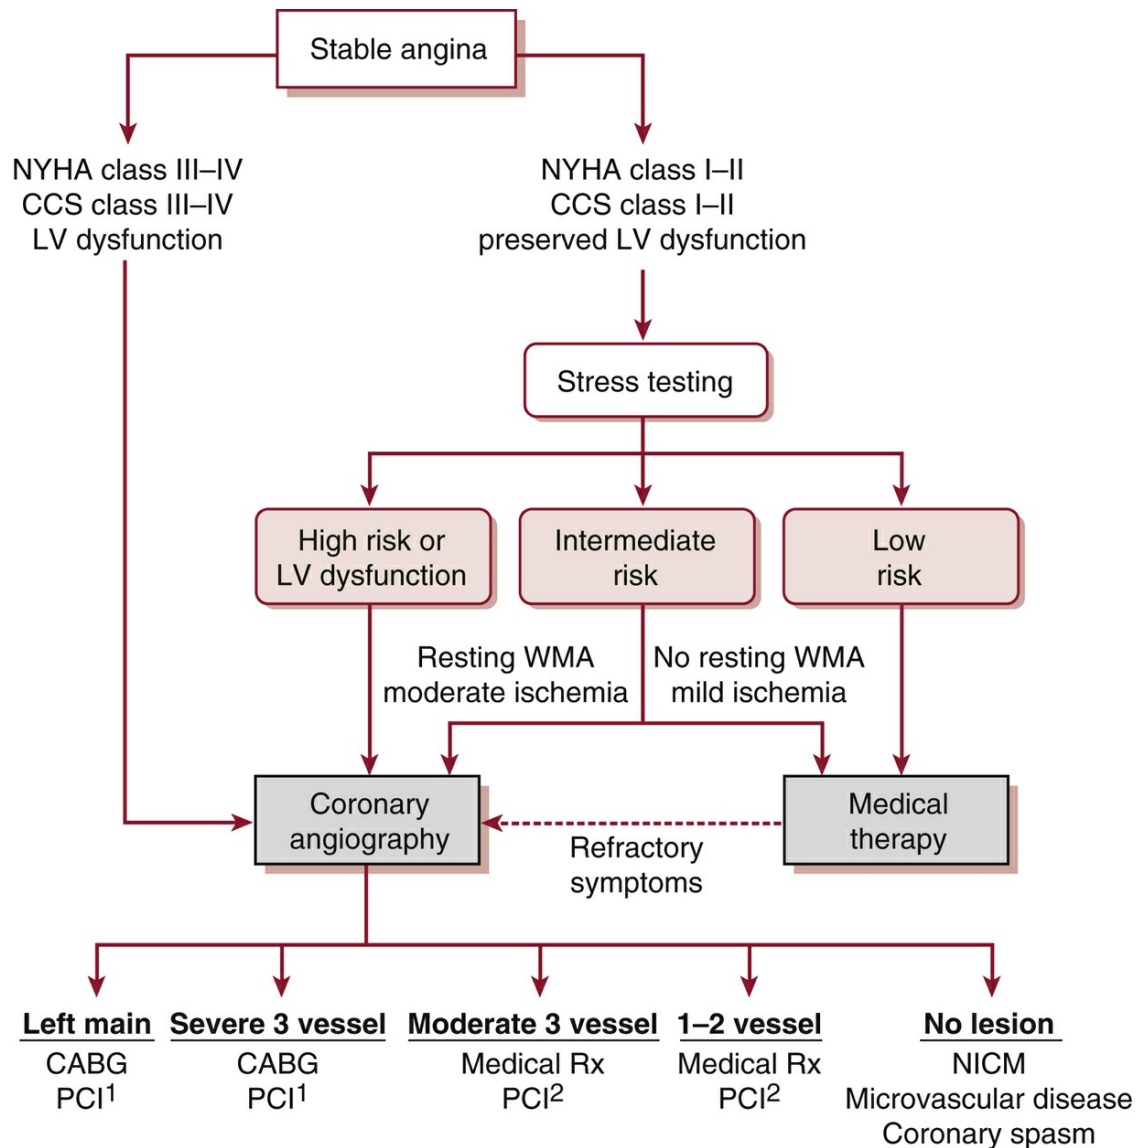 Stable angina
NYHA class III–IV
CCS class III–IV
LV dysfunction
NYHA class I–II
CCS class I–II
preserved LV dysfunction
Stress testing
High risk or
LV dysfunction
Intermediate
risk
Low
risk
Resting WMA
moderate ischemia
No resting WMA
mild ischemia
Coronary
angiography
Refractory
symptoms
Medical
therapy
Left main
CABG
PCI1
Severe 3 vessel
CABG
PCI1
Moderate 3 vessel
Medical Rx
PCI2
1–2 vessel
Medical Rx
PCI2
No lesion
NICM
Microvascular disease
Coronary spasm